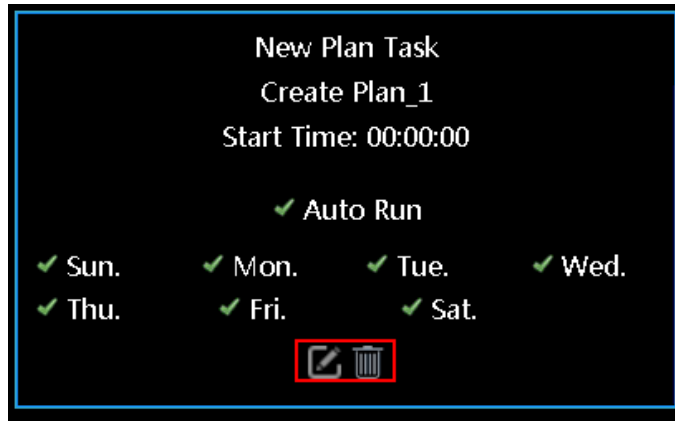 New Plan Task
Create Plan_1
Start Time: 00:00:00
Auto Run
Sun. Mon. Tue. Wed.
Thu. Fri. Sat.